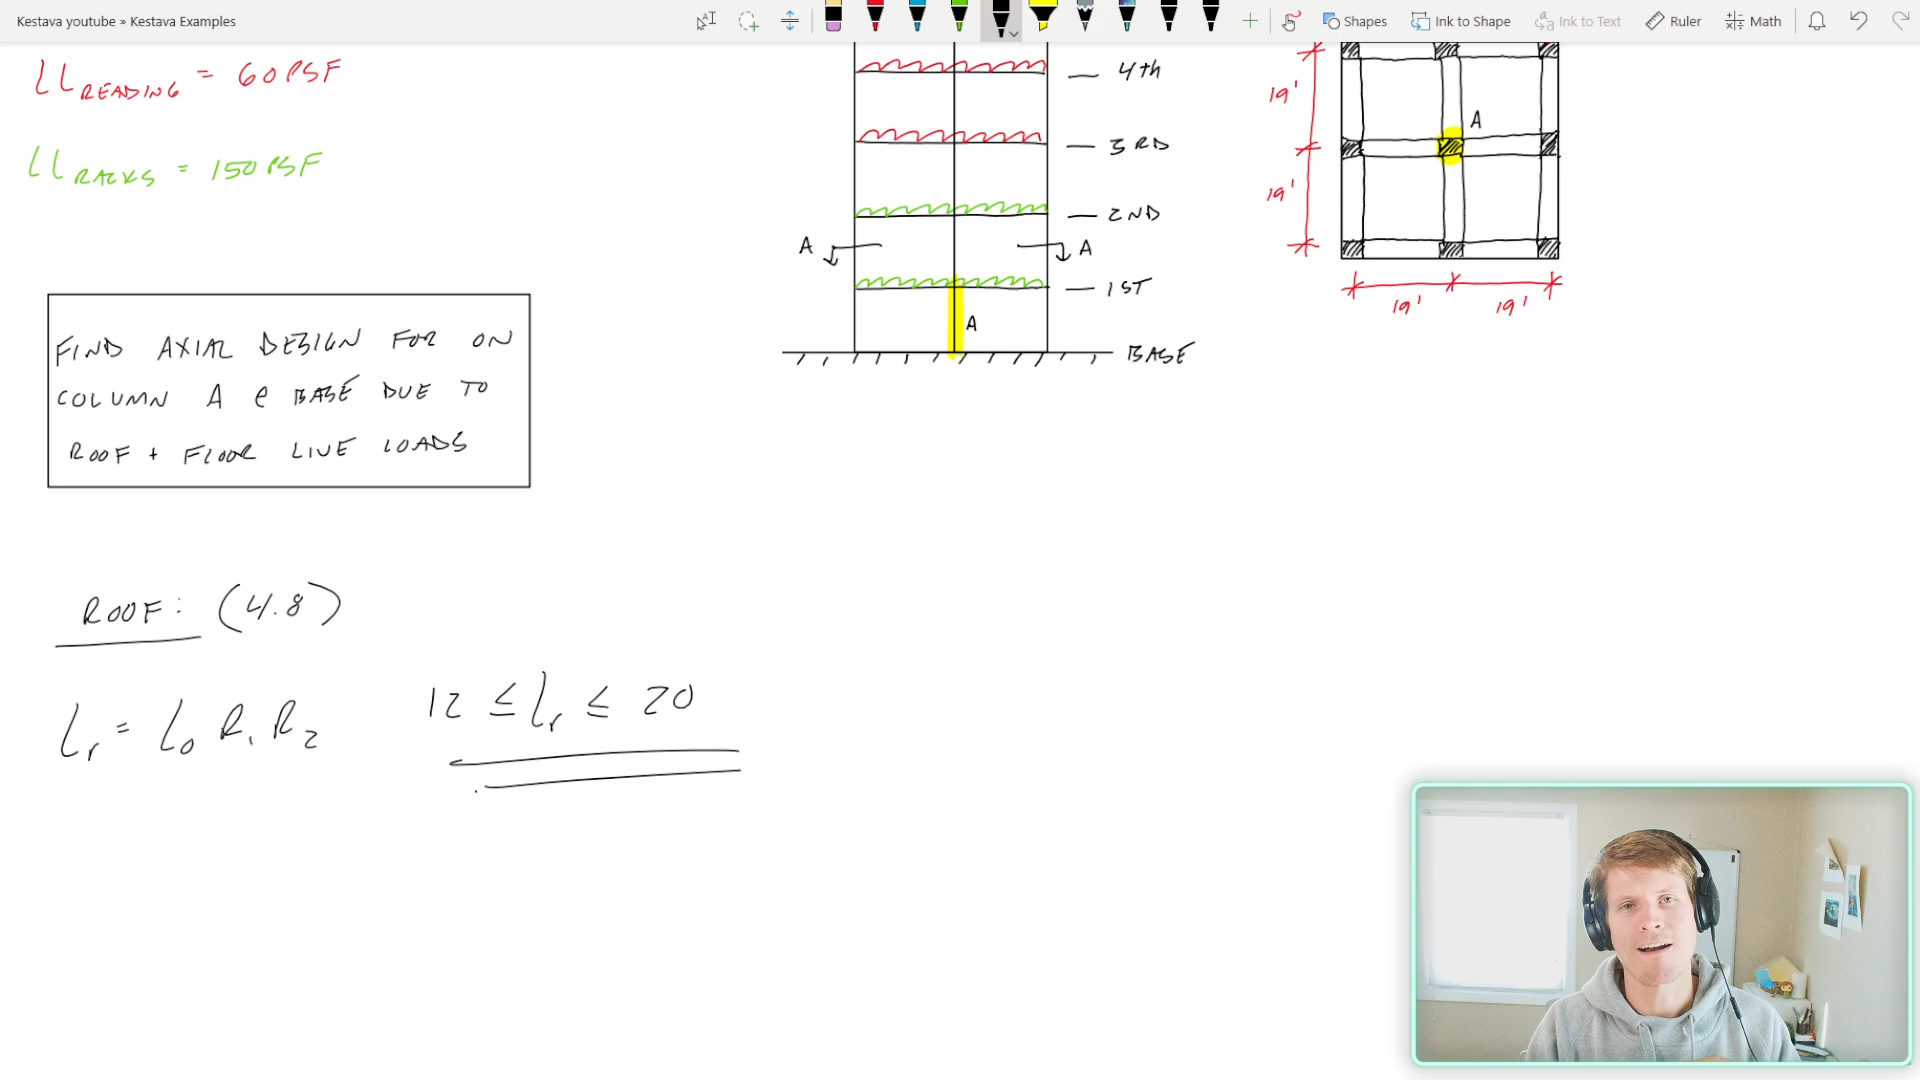 Kestava youtube » Kestava Examples
Shapes
Ink to Shape
Ink to Text
Ruler
Math
LL READING = 60 PSF
LL RACKS = 150 PSF
4th
3RD
2ND
A
A
1ST
A
BASE
19'
19'
A
19'
19'
FIND AXIAL DESIGN FOR ON
COLUMN A @ BASE DUE TO
ROOF + FLOOR LIVE LOADS
ROOF: (4.8)
Lr = L0 R1 R2
12 ≤ Lr ≤ 20